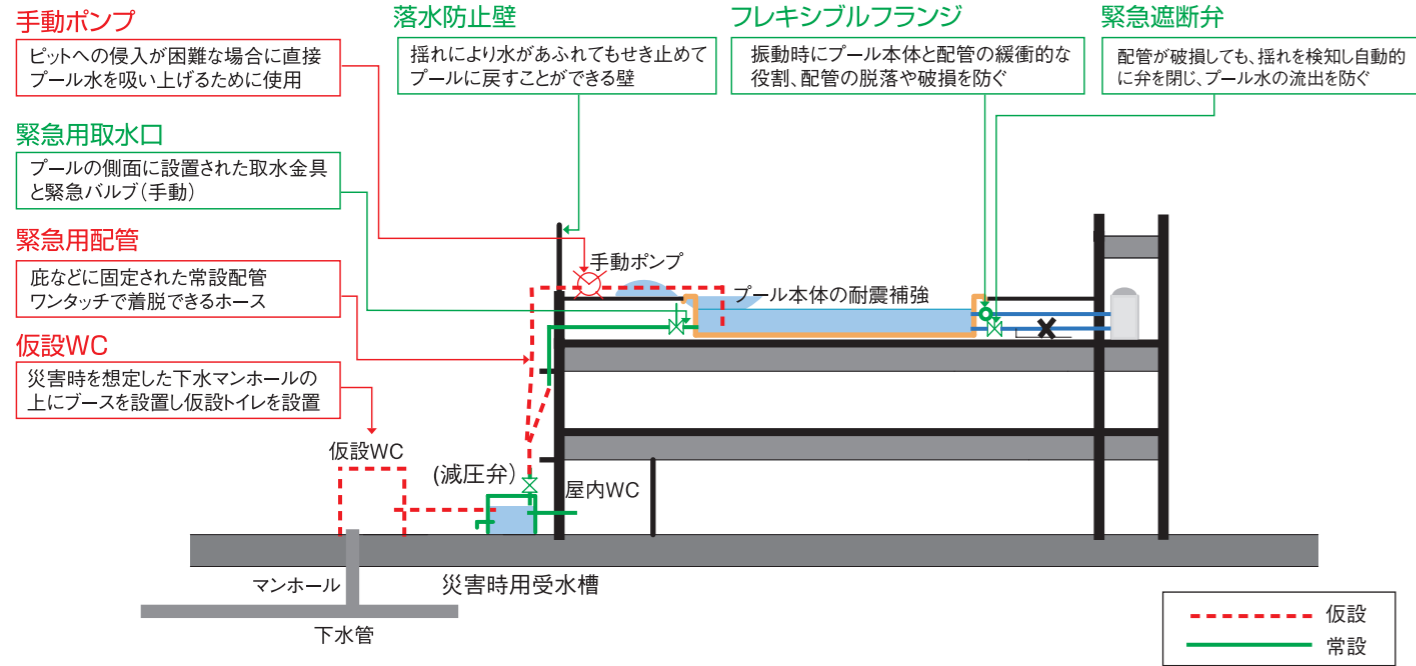 手動ポンプ
ピットへの侵入が困難な場合に直接
プール水を吸い上げるために使用
落水防止壁
揺れにより水があふれてもせき止めて
プールに戻すことができる壁
フレキシブルフランジ
振動時にプール本体と配管の緩衝的な
役割、配管の脱落や破損を防ぐ
緊急遮断弁
配管が破損しても、揺れを検知し自動的
に弁を閉じ、プール水の流出を防ぐ
緊急用取水口
プールの側面に設置された取水金具
と緊急バルブ(手動)
緊急用配管
庇などに固定された常設配管
ワンタッチで着脱できるホース
仮設WC
災害時を想定した下水マンホールの
上にブースを設置し仮設トイレを設置
手動ポンプ
プール本体の耐震補強
仮設WC
(減圧弁)
屋内WC
マンホール
災害時用受水槽
下水管
仮設
常設